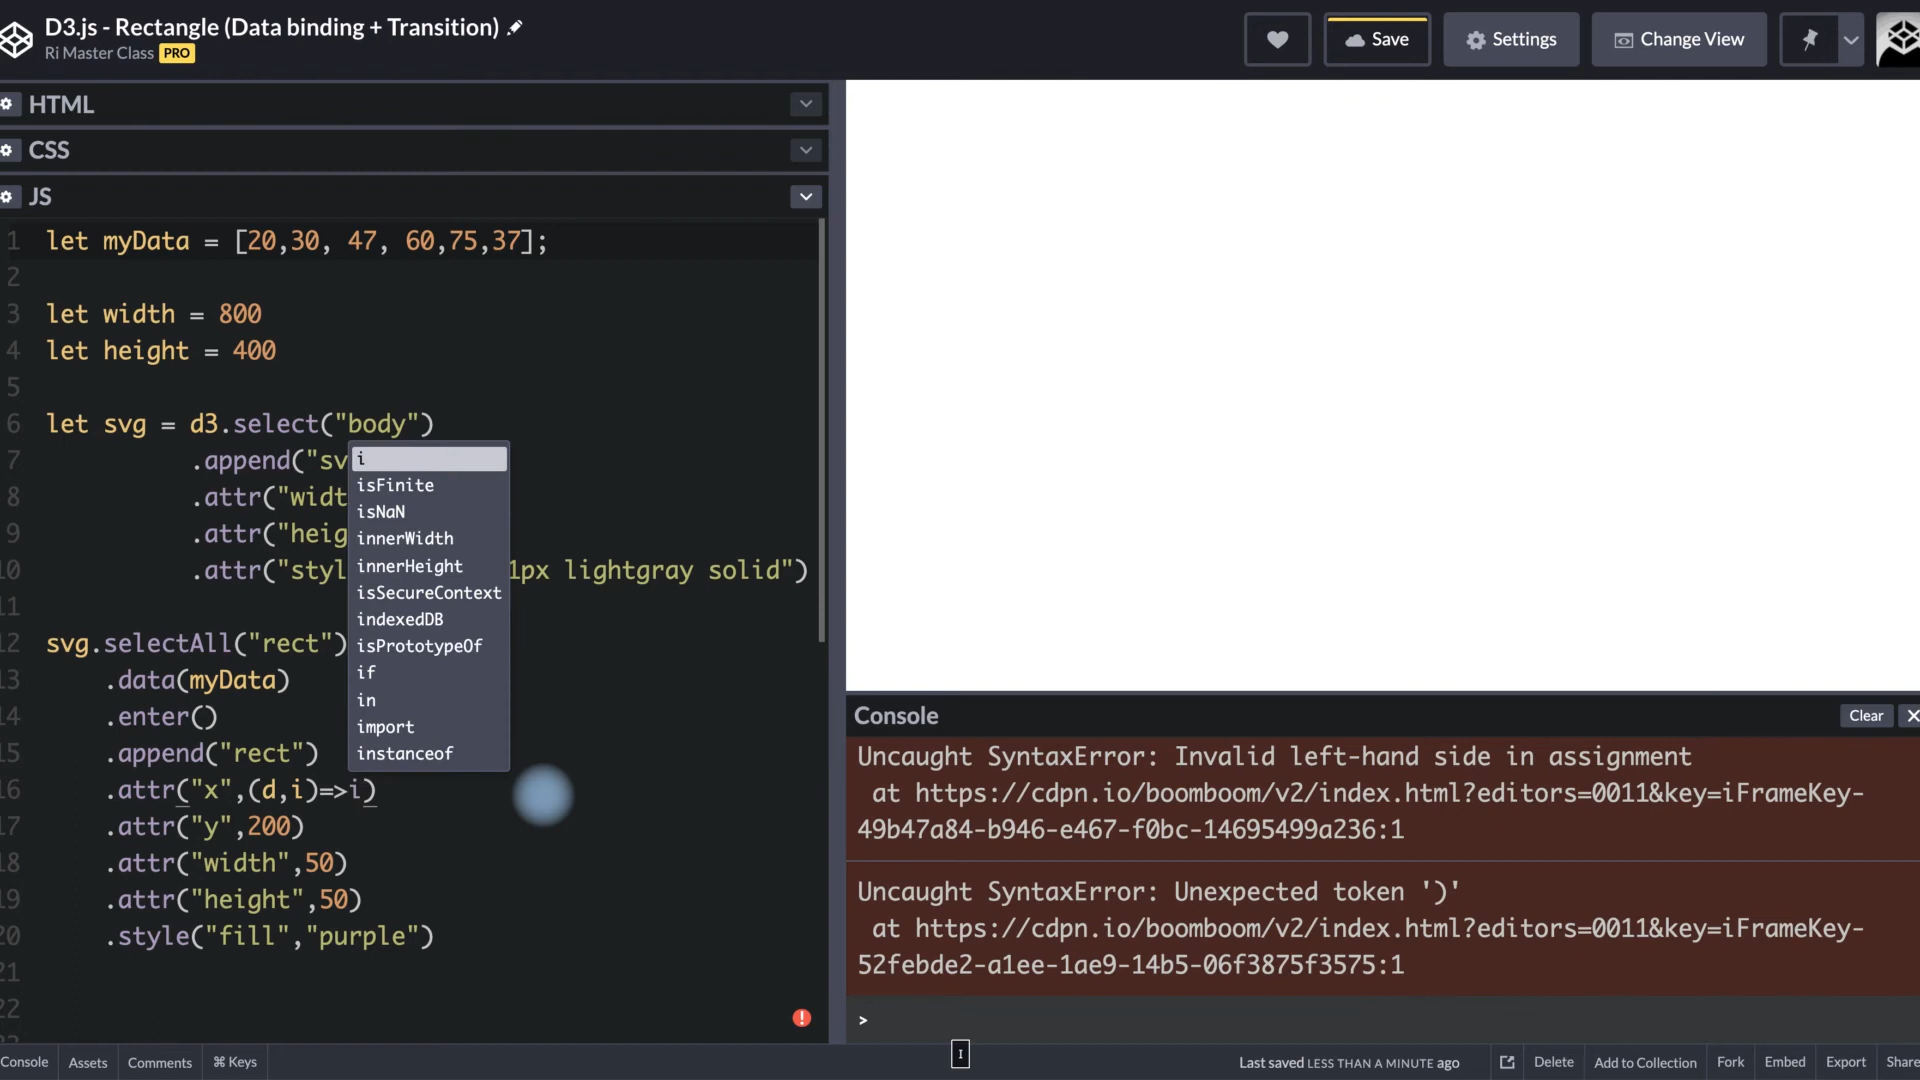 D3.js - Rectangle (Data binding + Transition)
Ri Master Class PRO
Save
Settings
Change View
HTML
CSS
JS
1 let myData = [20,30, 47, 60,75,37];
2
3 let width = 800
4 let height = 400
5
6 let svg = d3.select("body")
7 .append("sv
8 .attr("widt
9 .attr("heig
10 .attr("styl 1px lightgray solid")
11
12 svg.selectAll("rect")
13 .data(myData)
14 .enter()
15 .append("rect")
16 .attr("x",(d,i)=>i)
17 .attr("y",200)
18 .attr("width",50)
19 .attr("height",50)
20 .style("fill","purple")
21
22
i
isFinite
isNaN
innerWidth
innerHeight
isSecureContext
indexedDB
isPrototypeOf
if
in
import
instanceof
Console
Clear
Uncaught SyntaxError: Invalid left-hand side in assignment
at https://cdpn.io/boomboom/v2/index.html?editors=0011&key=iFrameKey-
49b47a84-b946-e467-f0bc-14695499a236:1
Uncaught SyntaxError: Unexpected token ')'
at https://cdpn.io/boomboom/v2/index.html?editors=0011&key=iFrameKey-
52febde2-a1ee-1ae9-14b5-06f3875f3575:1
>
Console Assets Comments ⌘ Keys
Last saved LESS THAN A MINUTE ago
Delete Add to Collection Fork Embed Export Share